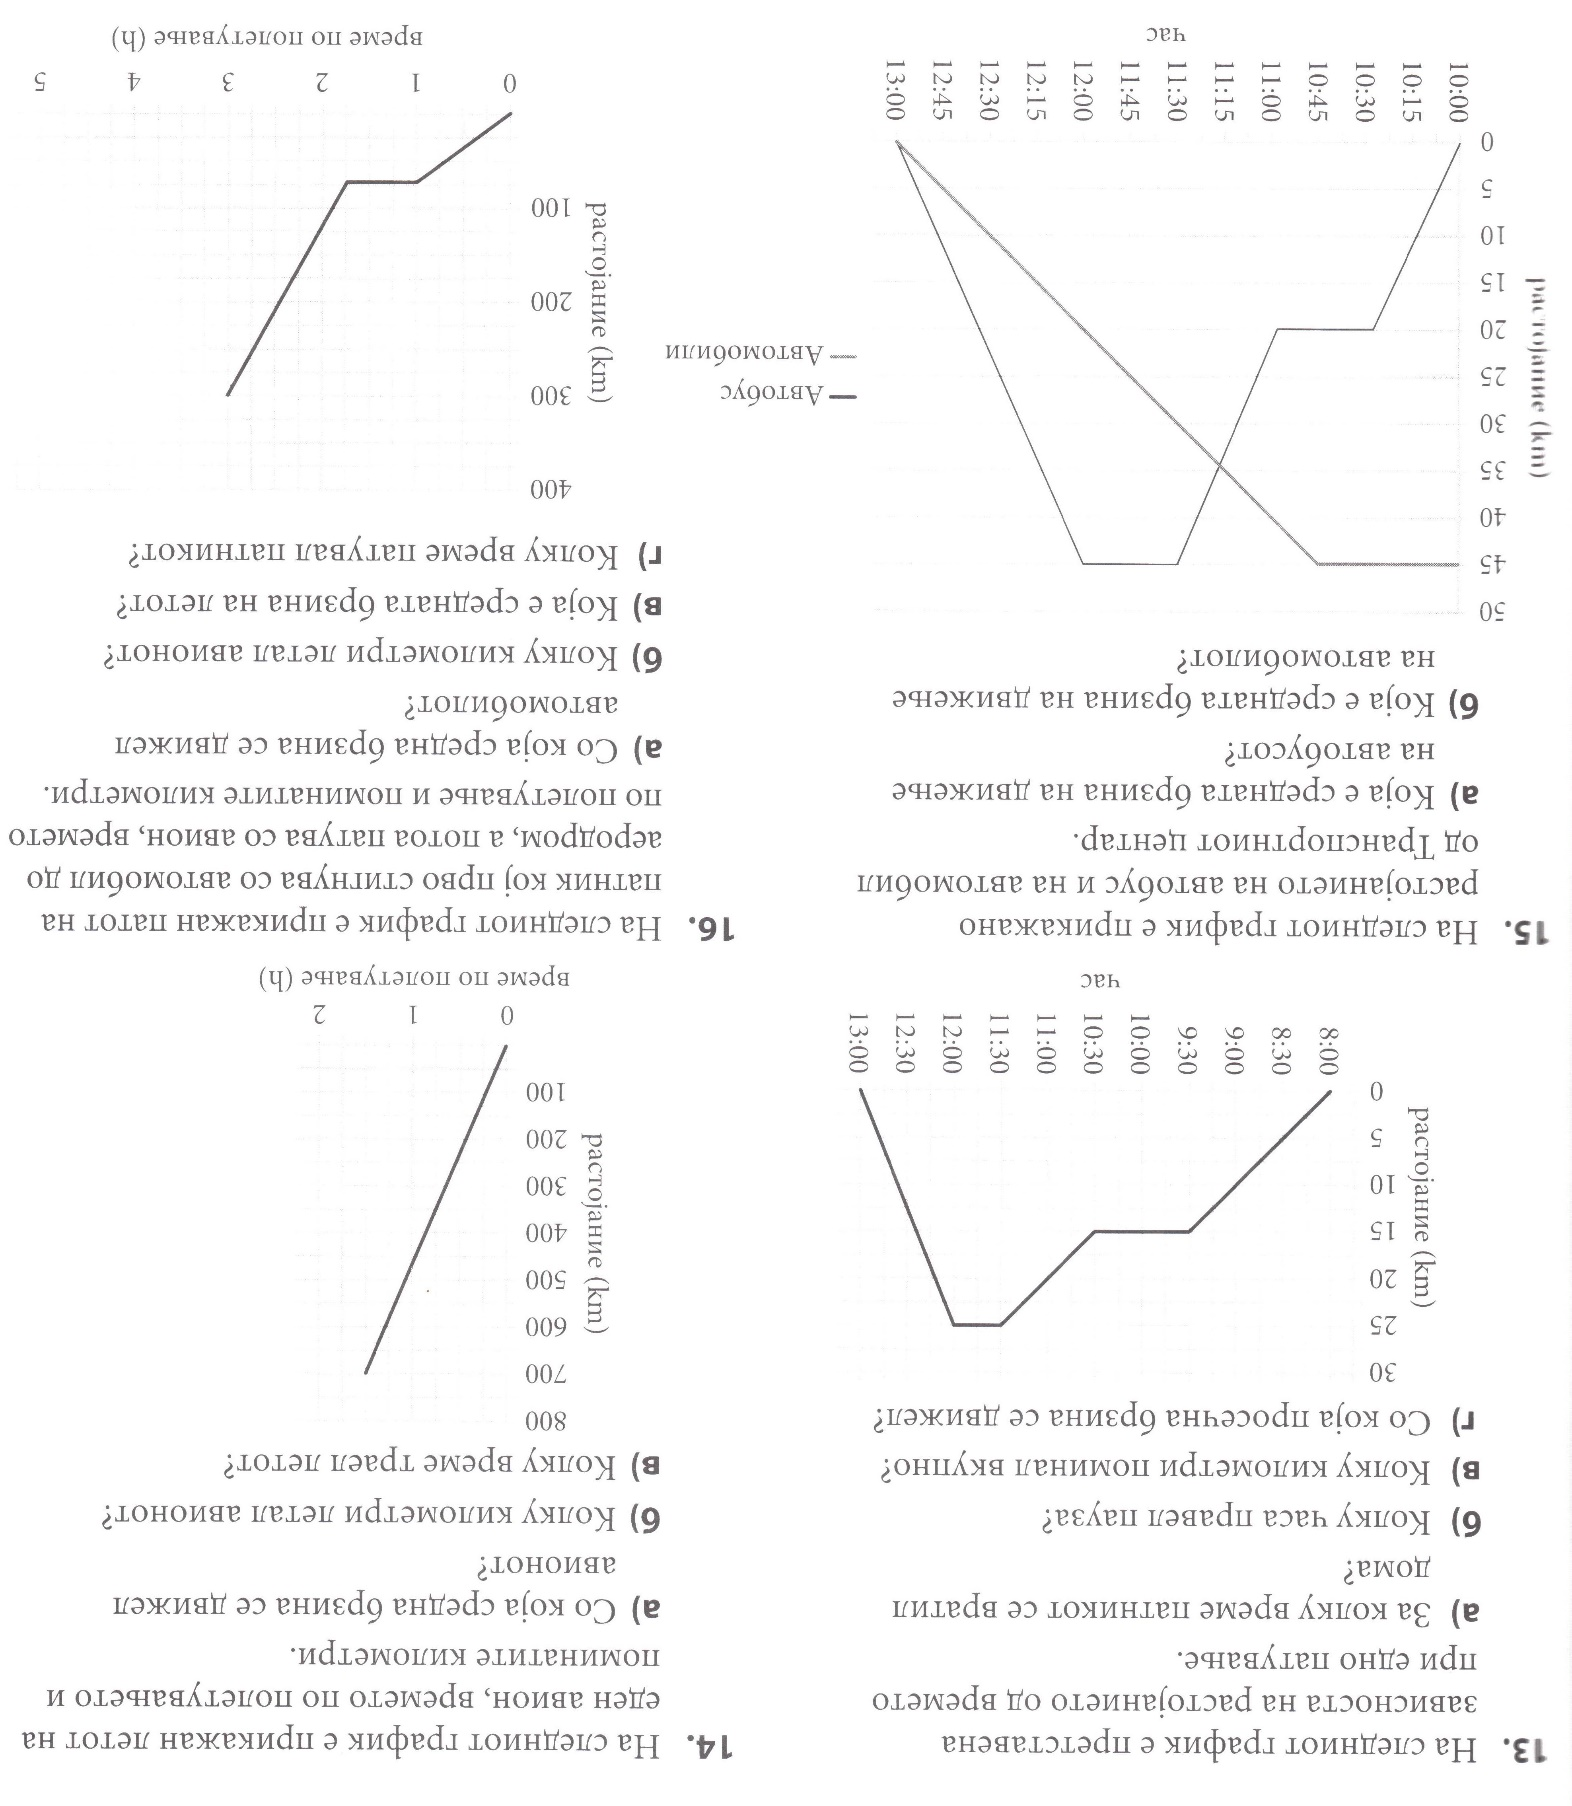 13. На следниот график е претставена
зависноста на растојанието од времето
при едно патување.
а) За колку време патникот се вратил
дома?
б) Колку часа правел пауза?
в) Колку километри поминал вкупно?
г) Со која просечна брзина се движел?
30
25
20
15
10
5
0
растојание (km)
8:00
8:30
9:00
9:30
10:00
10:30
11:00
11:30
12:00
12:30
13:00
час
14. На следниот график е прикажан летот на
еден авион, времето по полетувањето и
поминатите километри.
а) Со која средна брзина се движел
авионот?
б) Колку километри летал авионот?
в) Колку време траел летот?
800
700
600
500
400
300
200
100
растојание (km)
0 1 2
време по полетување (h)
15. На следниот график е прикажано
растојанието на автобус и на автомобил
од Транспортниот центар.
а) Која е средната брзина на движење
на автобусот?
б) Која е средната брзина на движење
на автомобилот?
50
45
40
35
30
25
20
15
10
5
0
растојание (km)
10:00
10:15
10:30
10:45
11:00
11:15
11:30
11:45
12:00
12:15
12:30
12:45
13:00
час
Автобус
Автомобили
16. На следниот график е прикажан патот на
патник кој прво стигнува со автомобил до
аеродром, а потоа патува со авион, времето
по полетување и поминатите километри.
а) Со која средна брзина се движел
автомобилот?
б) Колку километри летал авионот?
в) Која е средната брзина на летот?
г) Колку време патувал патникот?
400
300
200
100
растојание (km)
0 1 2 3 4 5
време по полетување (h)